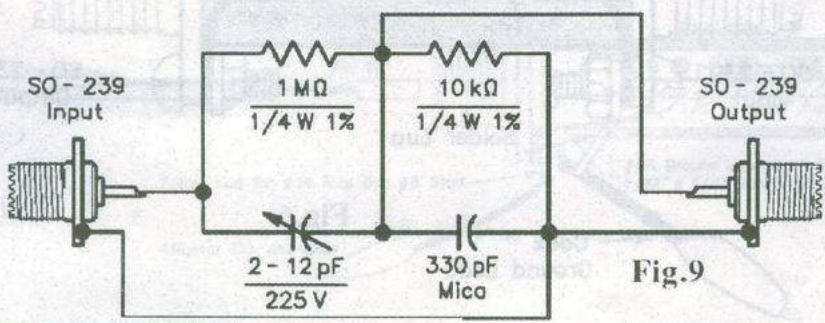 SO-239
Input
1 MΩ
1/4 W 1%
10 kΩ
1/4 W 1%
SO-239
Output
2-12 pF
225 V
330 pF
Mica
Fig.9